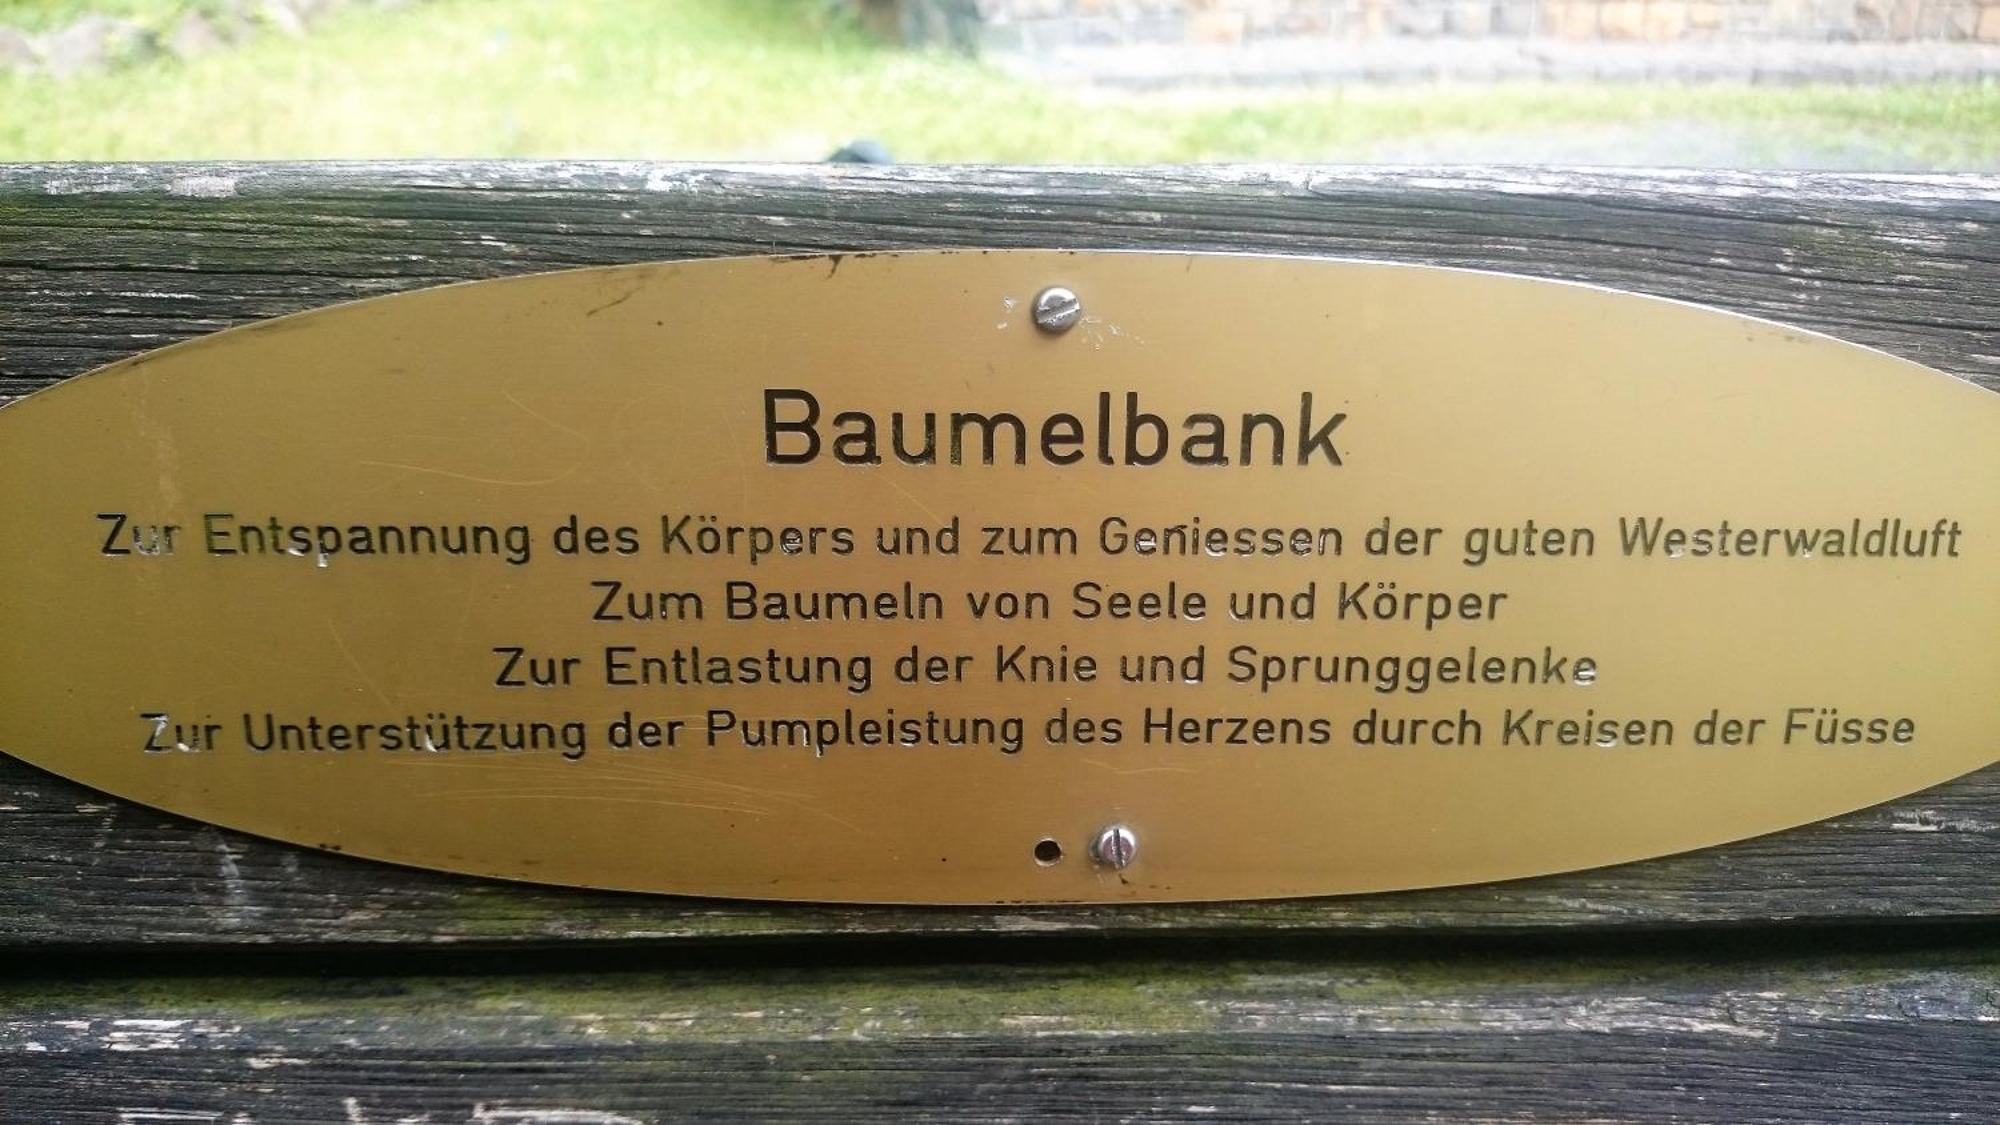 Baumelbank
Zur Entspannung des Körpers und zum Geniessen der guten Westerwaldluft
Zum Baumeln von Seele und Körper
Zur Entlastung der Knie und Sprunggelenke
Zur Unterstützung der Pumpleistung des Herzens durch Kreisen der Füsse